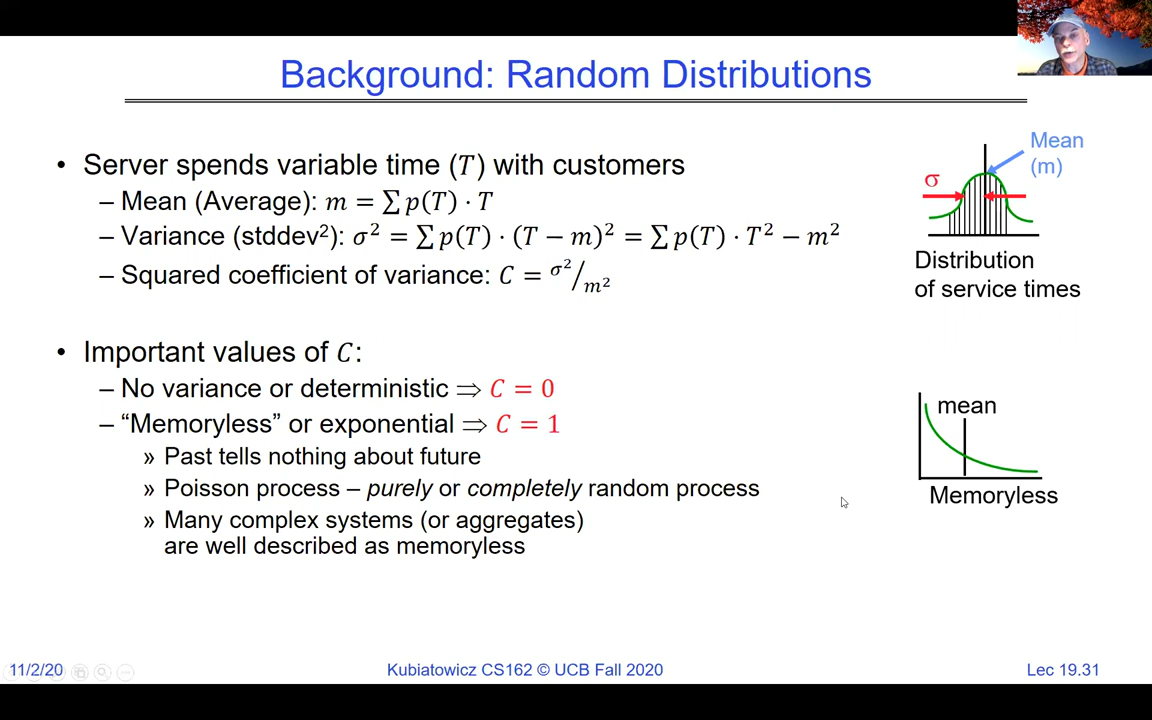 Background: Random Distributions
• Server spends variable time (T) with customers
– Mean (Average): m = ∑ p(T) · T
– Variance (stddev²): σ² = ∑ p(T) · (T − m)² = ∑ p(T) · T² − m²
– Squared coefficient of variance: C = σ²/m²
Mean
(m)
σ
Distribution
of service times
• Important values of C:
– No variance or deterministic ⟹ C = 0
– “Memoryless” or exponential ⟹ C = 1
» Past tells nothing about future
» Poisson process – purely or completely random process
» Many complex systems (or aggregates)
are well described as memoryless
mean
Memoryless
11/2/20
Kubiatowicz CS162 © UCB Fall 2020
Lec 19.31